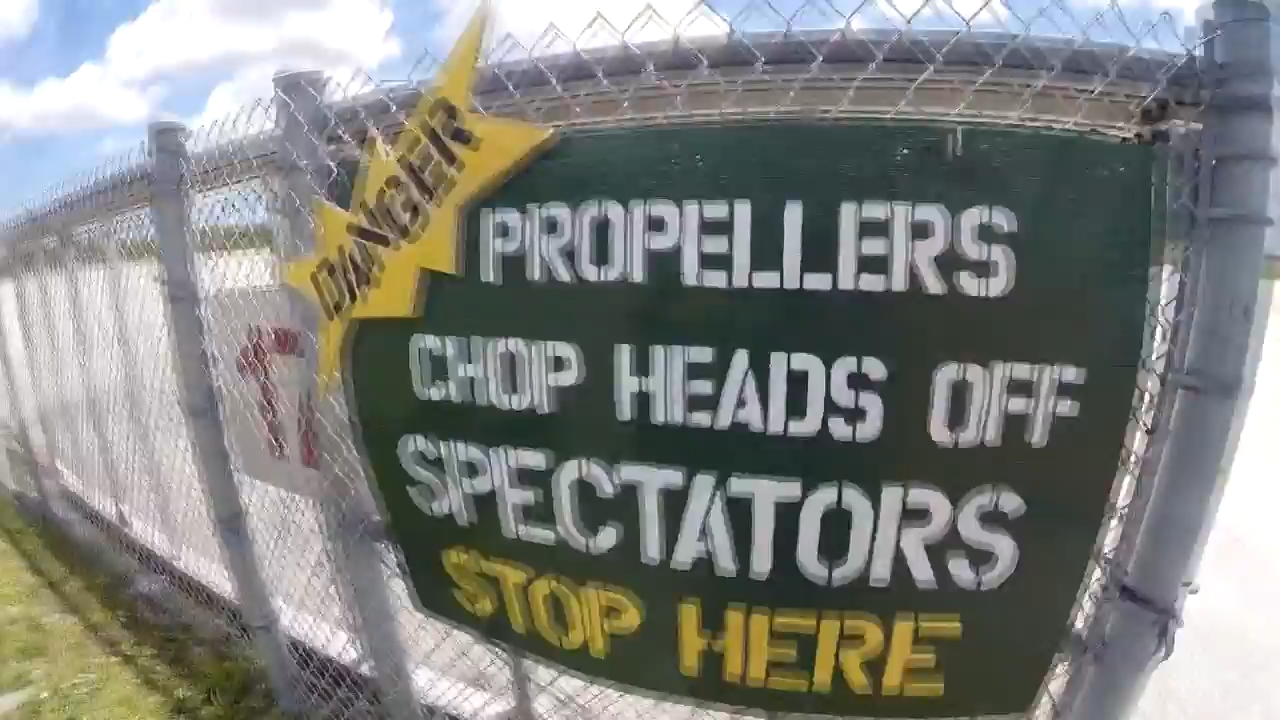 DANGER
PROPELLERS
CHOP HEADS OFF
SPECTATORS
STOP HERE